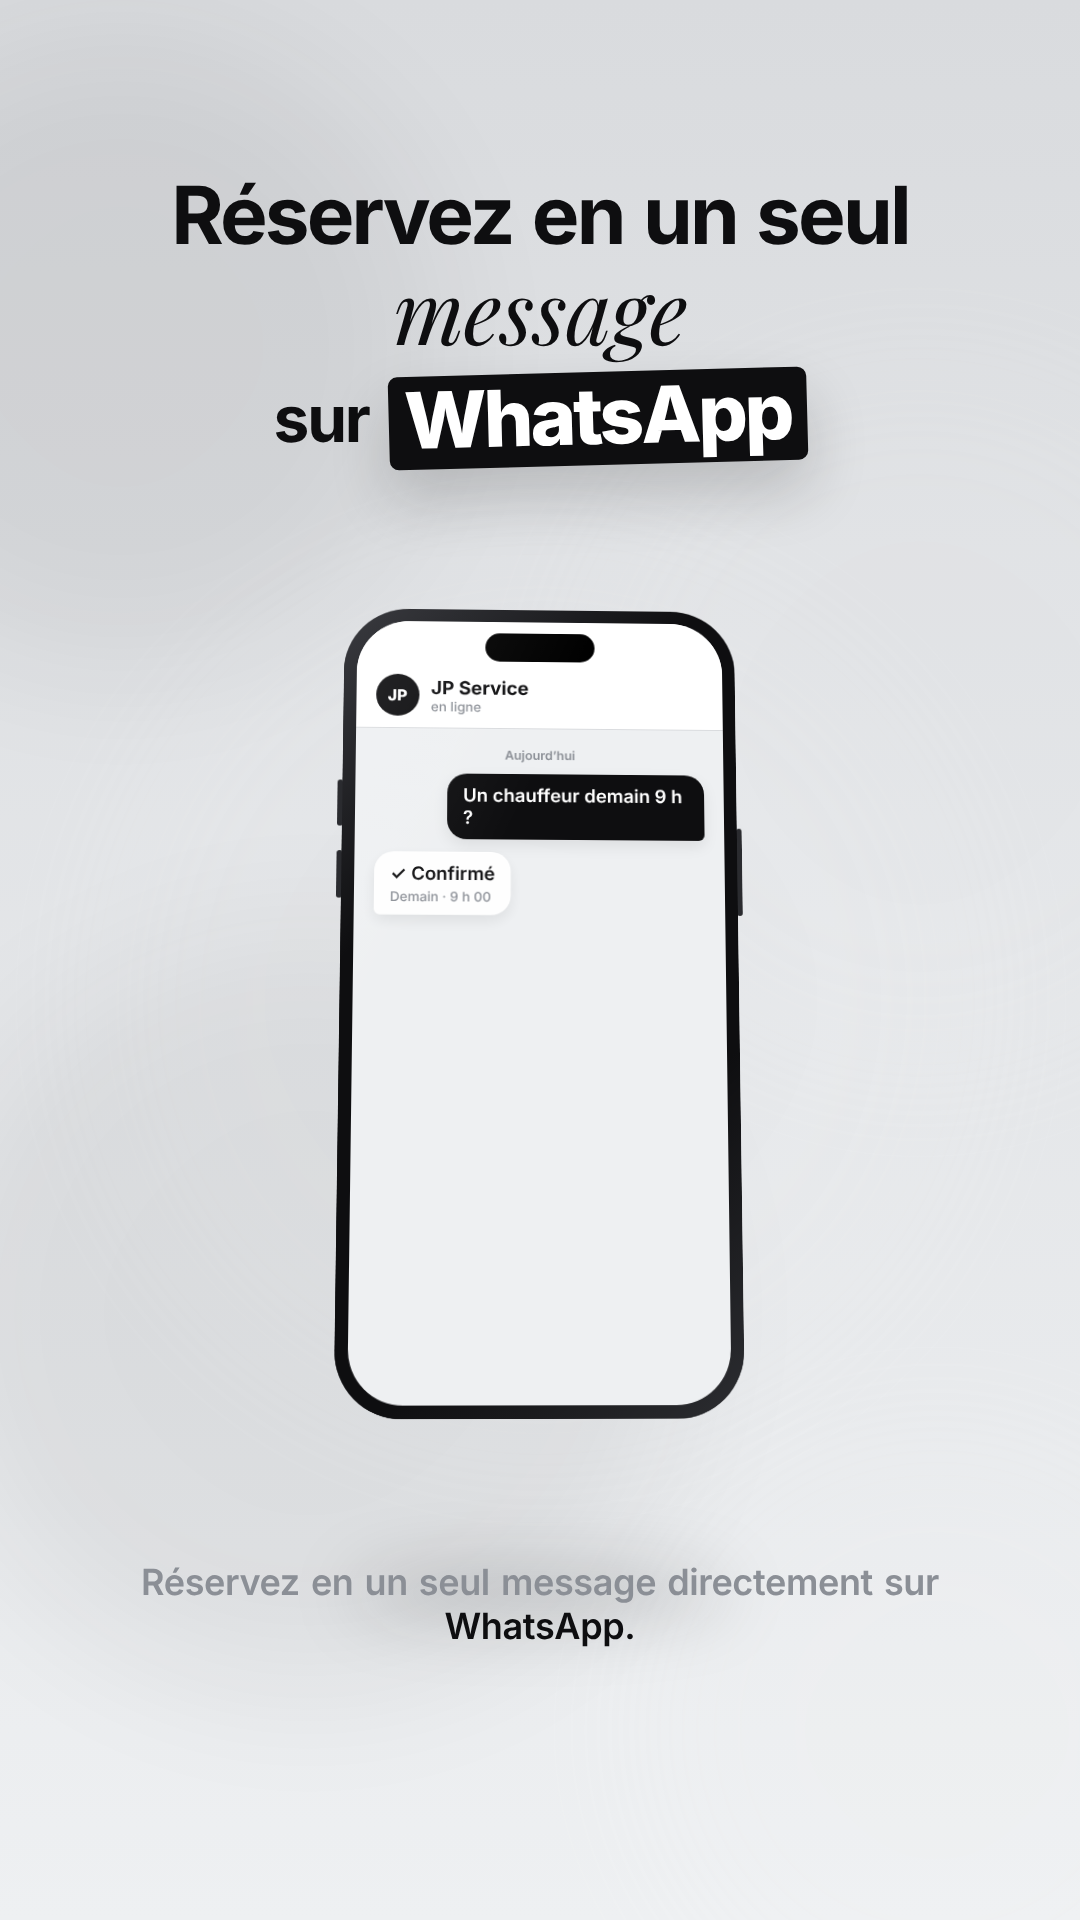 Réservez en un seul
message
sur WhatsApp
JP
JP Service
en ligne
Aujourd'hui
Un chauffeur demain 9 h
?
✓ Confirmé
Demain · 9 h 00
Réservez en un seul message directement sur
WhatsApp.